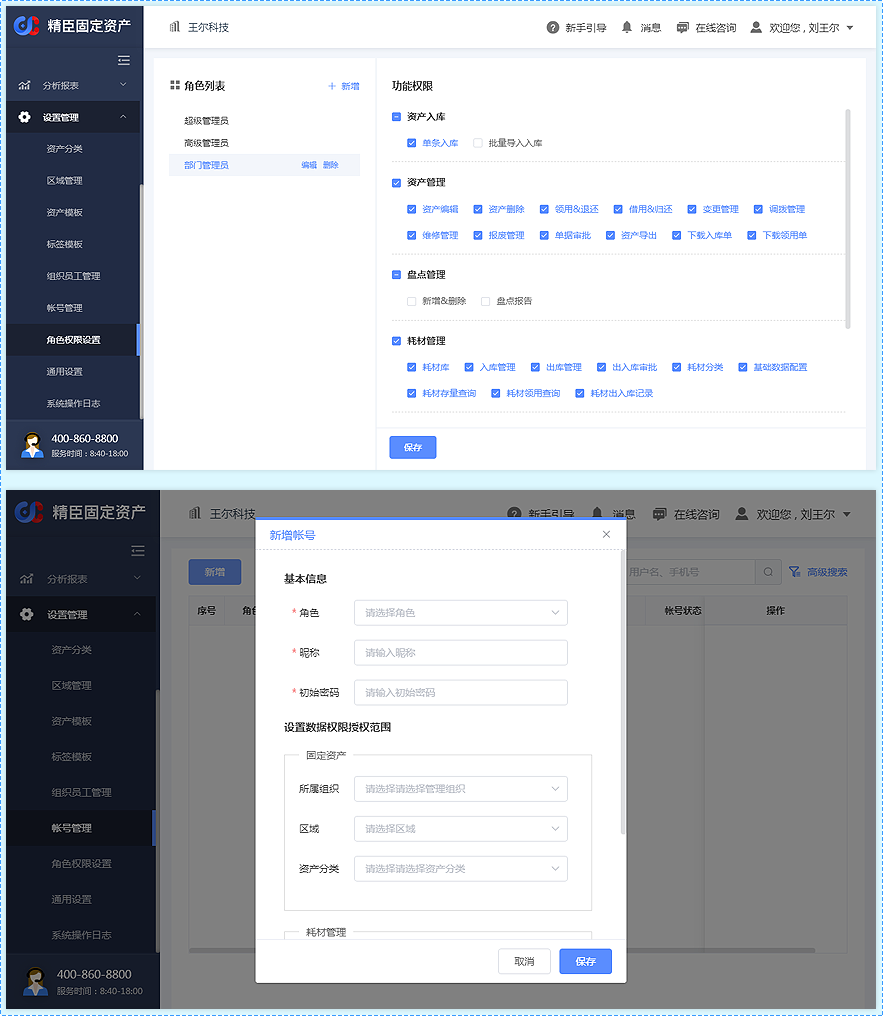 精臣固定资产
王尔科技
新手引导 消息 在线咨询 欢迎您 , 刘王尔
分析报表
设置管理
资产分类
区域管理
资产模板
标签模板
组织员工管理
帐号管理
角色权限设置
通用设置
系统操作日志
400-860-8800
服务时间：8:40-18:00
角色列表 + 新增
超级管理员
高级管理员
部门管理员 编辑 删除
功能权限
资产入库
单条入库 批量导入入库
资产管理
资产编辑 资产删除 领用&退还 借用&归还 变更管理 调拨管理
维修管理 报废管理 单据审批 资产导出 下载入库单 下载领用单
盘点管理
新增&删除 盘点报告
耗材管理
耗材库 入库管理 出库管理 出入库审批 耗材分类 基础数据配置
耗材存量查询 耗材领用查询 耗材出入库记录
保存
精臣固定资产
王尔科技
新手引导 消息 在线咨询 欢迎您 , 刘王尔
分析报表
设置管理
资产分类
区域管理
资产模板
标签模板
组织员工管理
帐号管理
角色权限设置
通用设置
系统操作日志
400-860-8800
服务时间：8:40-18:00
新增
用户名、手机号 高级搜索
序号 帐号状态 操作
新增帐号
基本信息
* 角色 请选择角色
* 昵称 请输入昵称
* 初始密码 请输入初始密码
设置数据权限授权范围
固定资产
所属组织 请选择请选择管理组织
区域 请选择区域
资产分类 请选择请选择资产分类
耗材管理
取消 保存